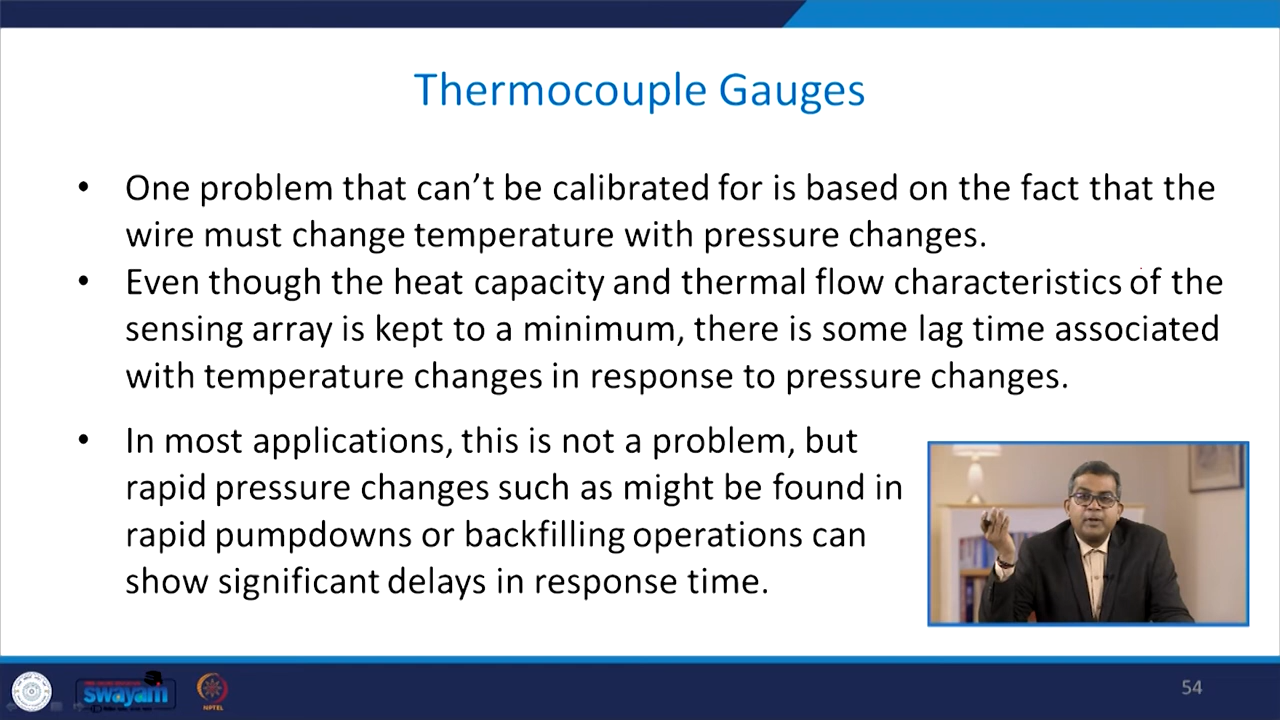 Thermocouple Gauges
• One problem that can’t be calibrated for is based on the fact that the
wire must change temperature with pressure changes.
• Even though the heat capacity and thermal flow characteristics of the
sensing array is kept to a minimum, there is some lag time associated
with temperature changes in response to pressure changes.
• In most applications, this is not a problem, but
rapid pressure changes such as might be found in
rapid pumpdowns or backfilling operations can
show significant delays in response time.
swayam
NPTEL
54